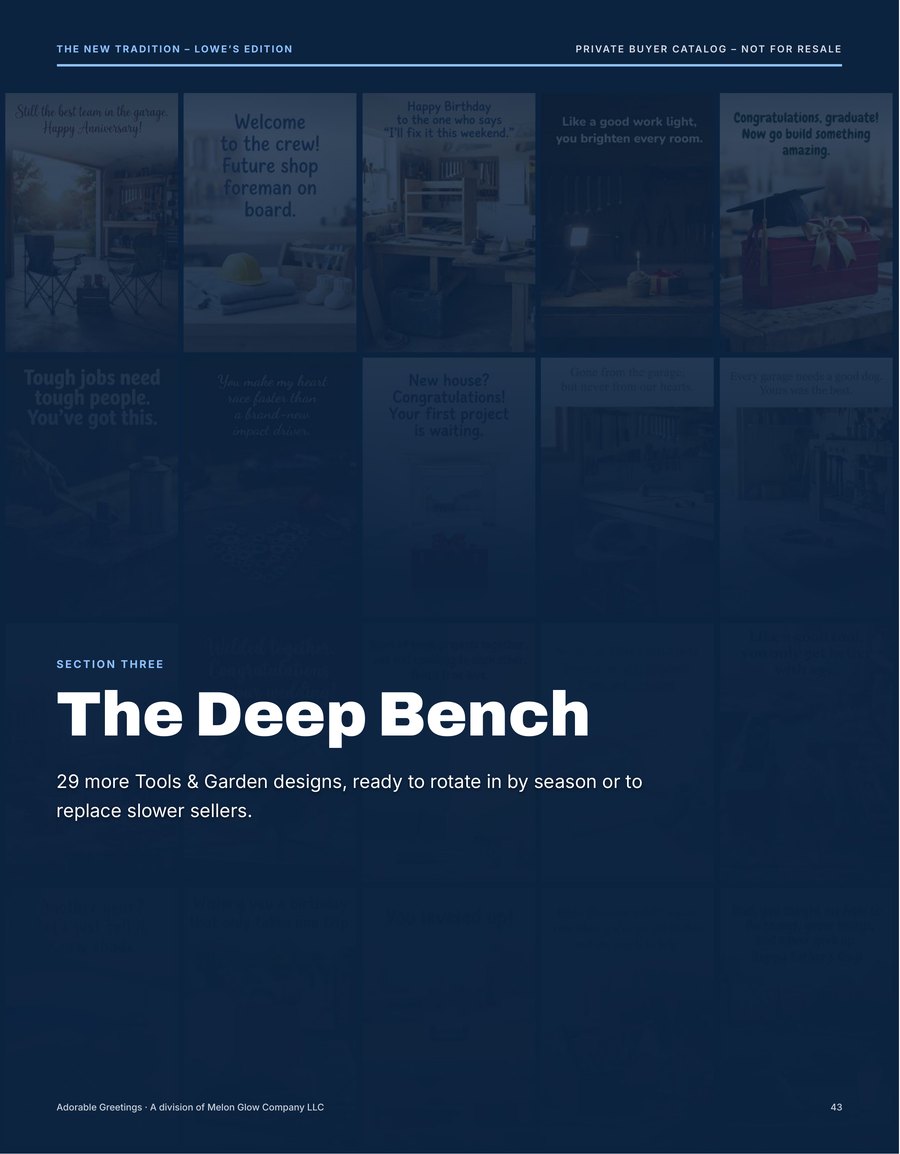 THE NEW TRADITION – LOWE’S EDITION
PRIVATE BUYER CATALOG – NOT FOR RESALE
Still the best team in the garage.
Happy Anniversary!
Welcome
to the crew!
Future shop
foreman on
board.
Happy Birthday
to the one who says
“I’ll fix it this weekend.”
Like a good work light,
you brighten every room.
Congratulations, graduate!
Now go build something
amazing.
Tough jobs need
tough people.
You’ve got this.
You make my heart
race faster than
a brand-new
impact driver.
New house?
Congratulations!
Your first project
is waiting.
Gone from the garage,
but never from our hearts.
Every garage needs a good dog.
Yours was the best.
Welded together.
Congratulations
SECTION THREE
The Deep Bench
29 more Tools & Garden designs, ready to rotate in by season or to
replace slower sellers.
You levered up!
Adorable Greetings · A division of Melon Glow Company LLC
43